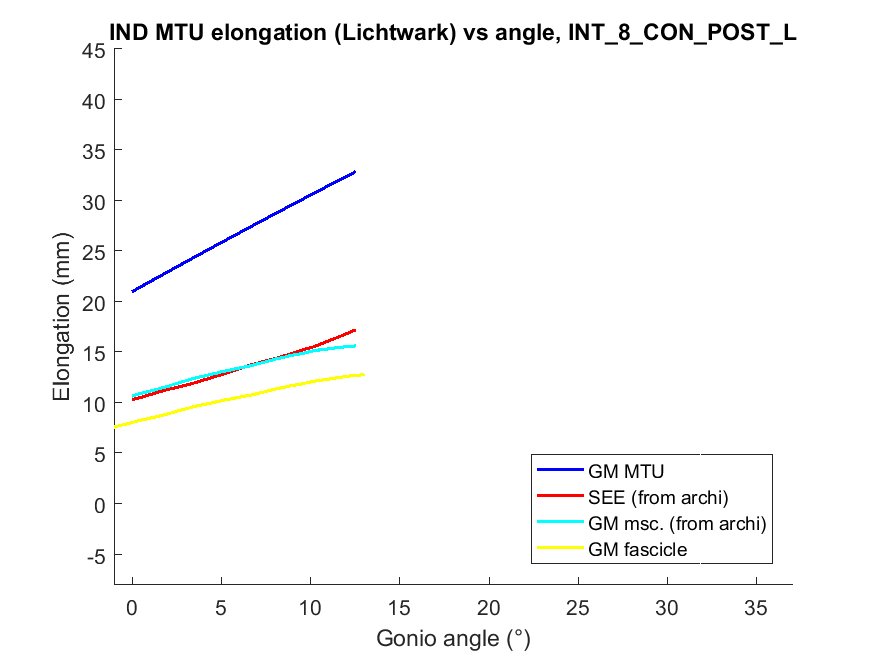 IND MTU elongation (Lichtwark) vs angle, INT_8_CON_POST_L
45
40
35
30
25
20
15
10
5
0
-5
Elongation (mm)
0 5 10 15 20 25 30 35
Gonio angle (°)
GM MTU
SEE (from archi)
GM msc. (from archi)
GM fascicle